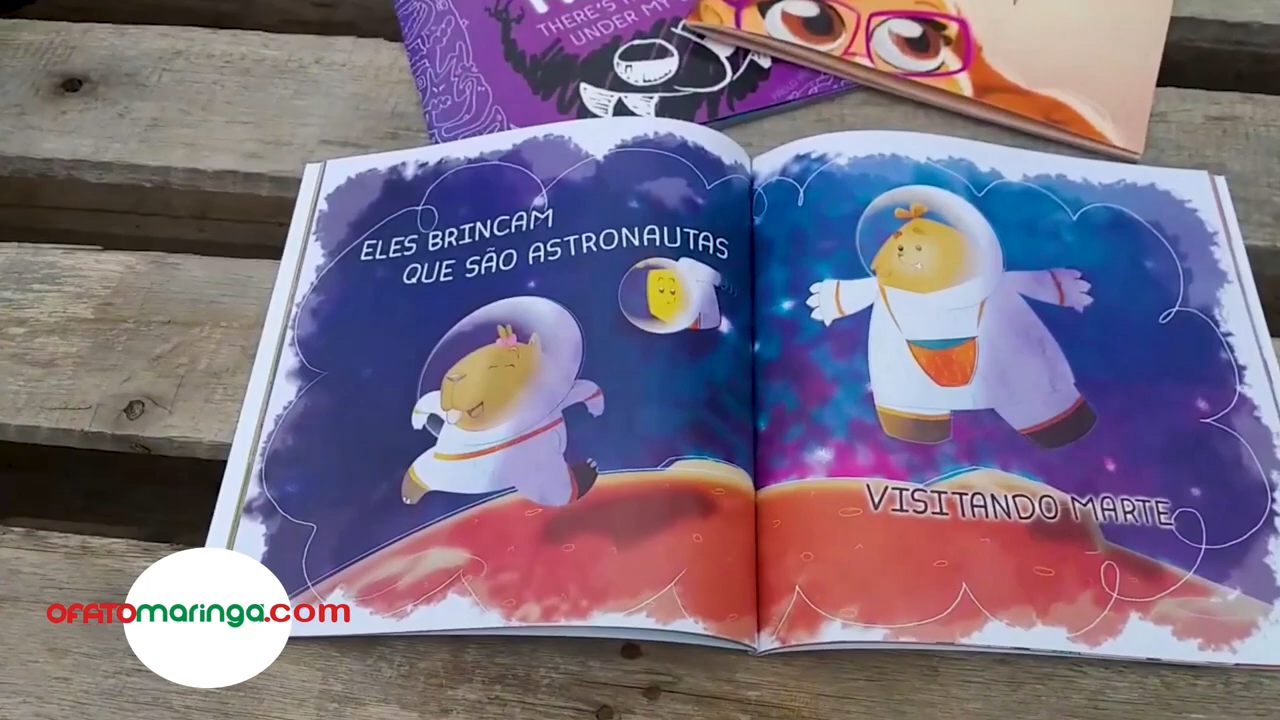 THERE'S
UNDER MY
ELES BRINCAM
QUE SÃO ASTRONAUTAS
VISITANDO MARTE
OFATOmaringa.com